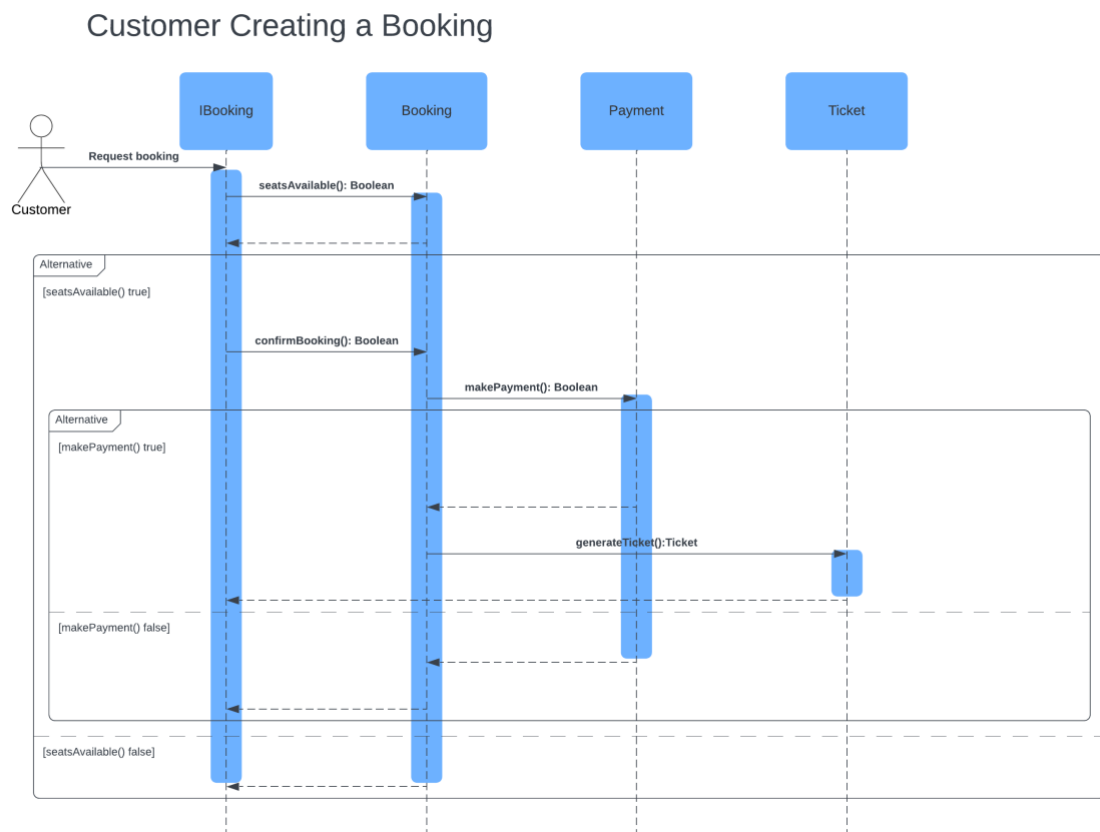 Customer Creating a Booking
IBooking
Booking
Payment
Ticket
Request booking
Customer
seatsAvailable(): Boolean
Alternative
[seatsAvailable() true]
confirmBooking(): Boolean
makePayment(): Boolean
Alternative
[makePayment() true]
generateTicket():Ticket
[makePayment() false]
[seatsAvailable() false]